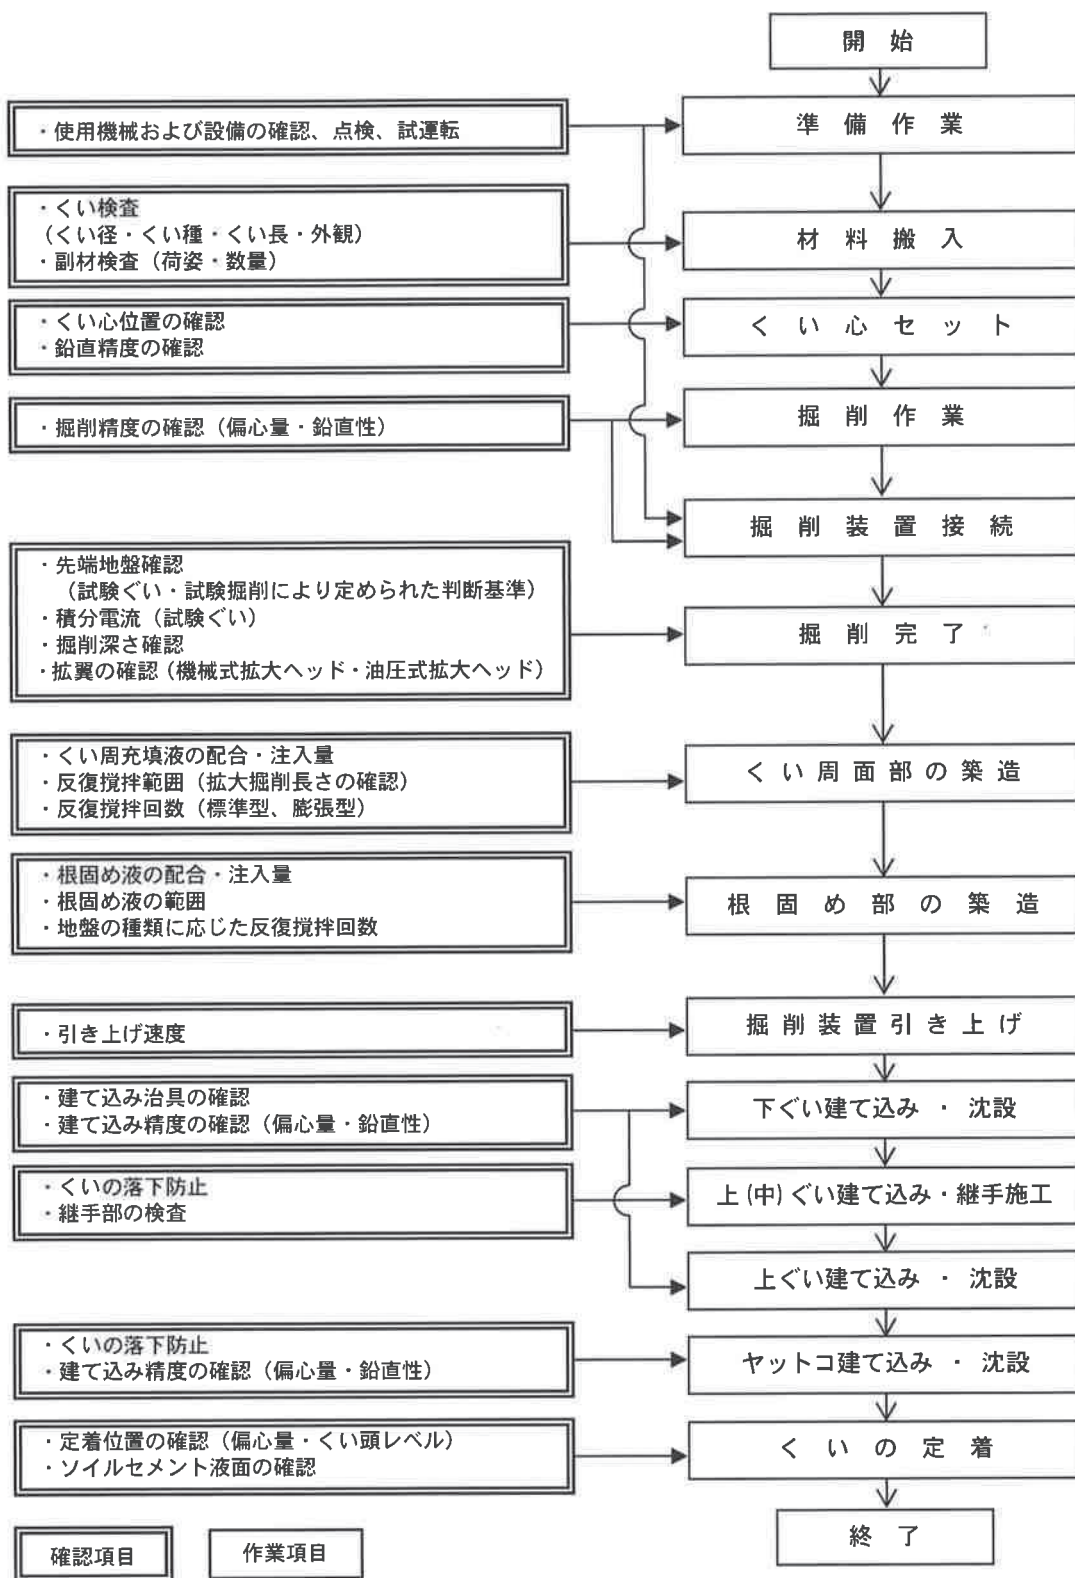 開始
・使用機械および設備の確認、点検、試運転
準備作業
・くい検査
（くい径・くい種・くい長・外観）
・副材検査（荷姿・数量）
材料搬入
・くい心位置の確認
・鉛直精度の確認
くい心セット
・掘削精度の確認（偏心量・鉛直性）
掘削作業
掘削装置接続
・先端地盤確認
（試験ぐい・試験掘削により定められた判断基準）
・積分電流（試験ぐい）
・掘削深さ確認
・拡翼の確認（機械式拡大ヘッド・油圧式拡大ヘッド）
掘削完了
・くい周充填液の配合・注入量
・反復攪拌範囲（拡大掘削長さの確認）
・反復攪拌回数（標準型、膨張型）
くい周面部の築造
・根固め液の配合・注入量
・根固め液の範囲
・地盤の種類に応じた反復攪拌回数
根固め部の築造
・引き上げ速度
掘削装置引き上げ
・建て込み治具の確認
・建て込み精度の確認（偏心量・鉛直性）
下ぐい建て込み・沈設
・くいの落下防止
・継手部の検査
上(中)ぐい建て込み・継手施工
上ぐい建て込み・沈設
・くいの落下防止
・建て込み精度の確認（偏心量・鉛直性）
ヤットコ建て込み・沈設
・定着位置の確認（偏心量・くい頭レベル）
・ソイルセメント液面の確認
くいの定着
終了
確認項目
作業項目